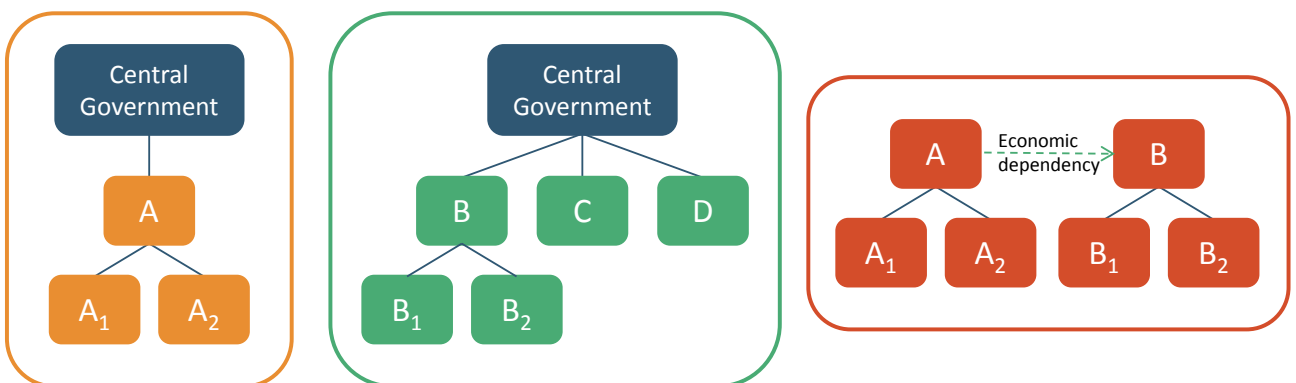 Central
Government
A
A₁
A₂
Central
Government
B
C
D
B₁
B₂
A
Economic
dependency
B
A₁
A₂
B₁
B₂